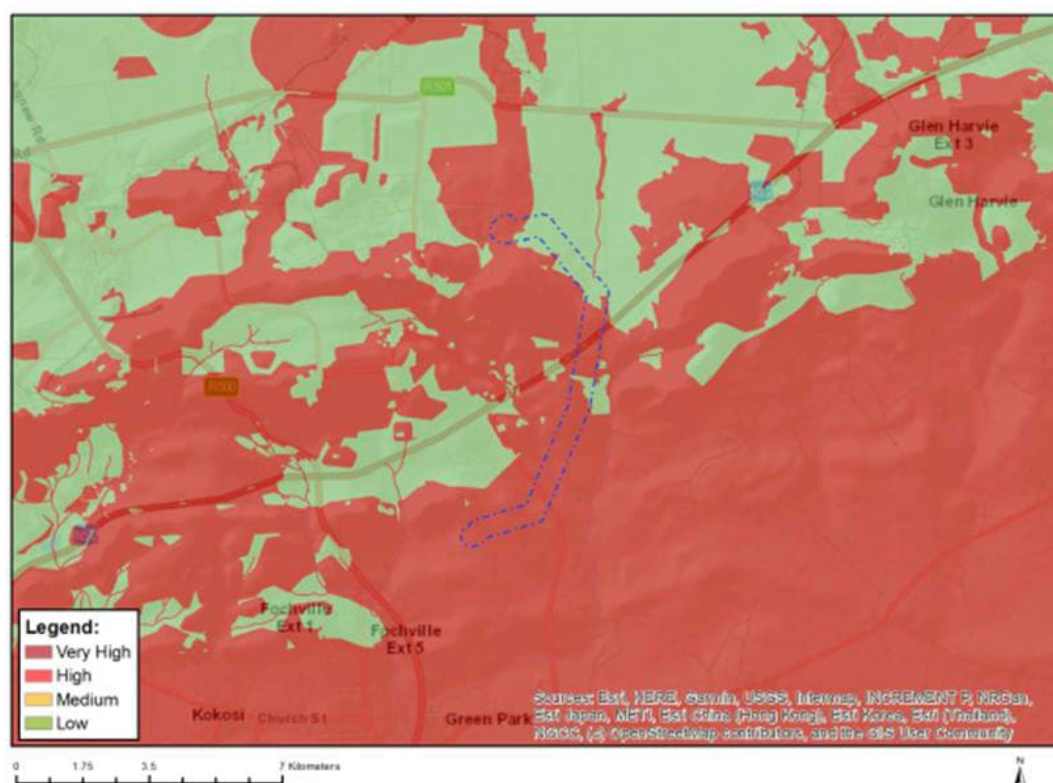 R501
Glen Harvie
Ext 3
Glen Harvie
Rd
R500
Fochville
Ext 1
Fochville
Ext 5
Kokosi
Church St
Green Park
Legend:
Very High
High
Medium
Low
Sources: Esri, HERE, Garmin, USGS, Intermap, INCREMENT P, NRCan,
Esri Japan, METI, Esri China (Hong Kong), Esri Korea, Esri (Thailand),
NGCC, (c) OpenStreetMap contributors, and the GIS User Community
0 1.75 3.5 7 Kilometers
N